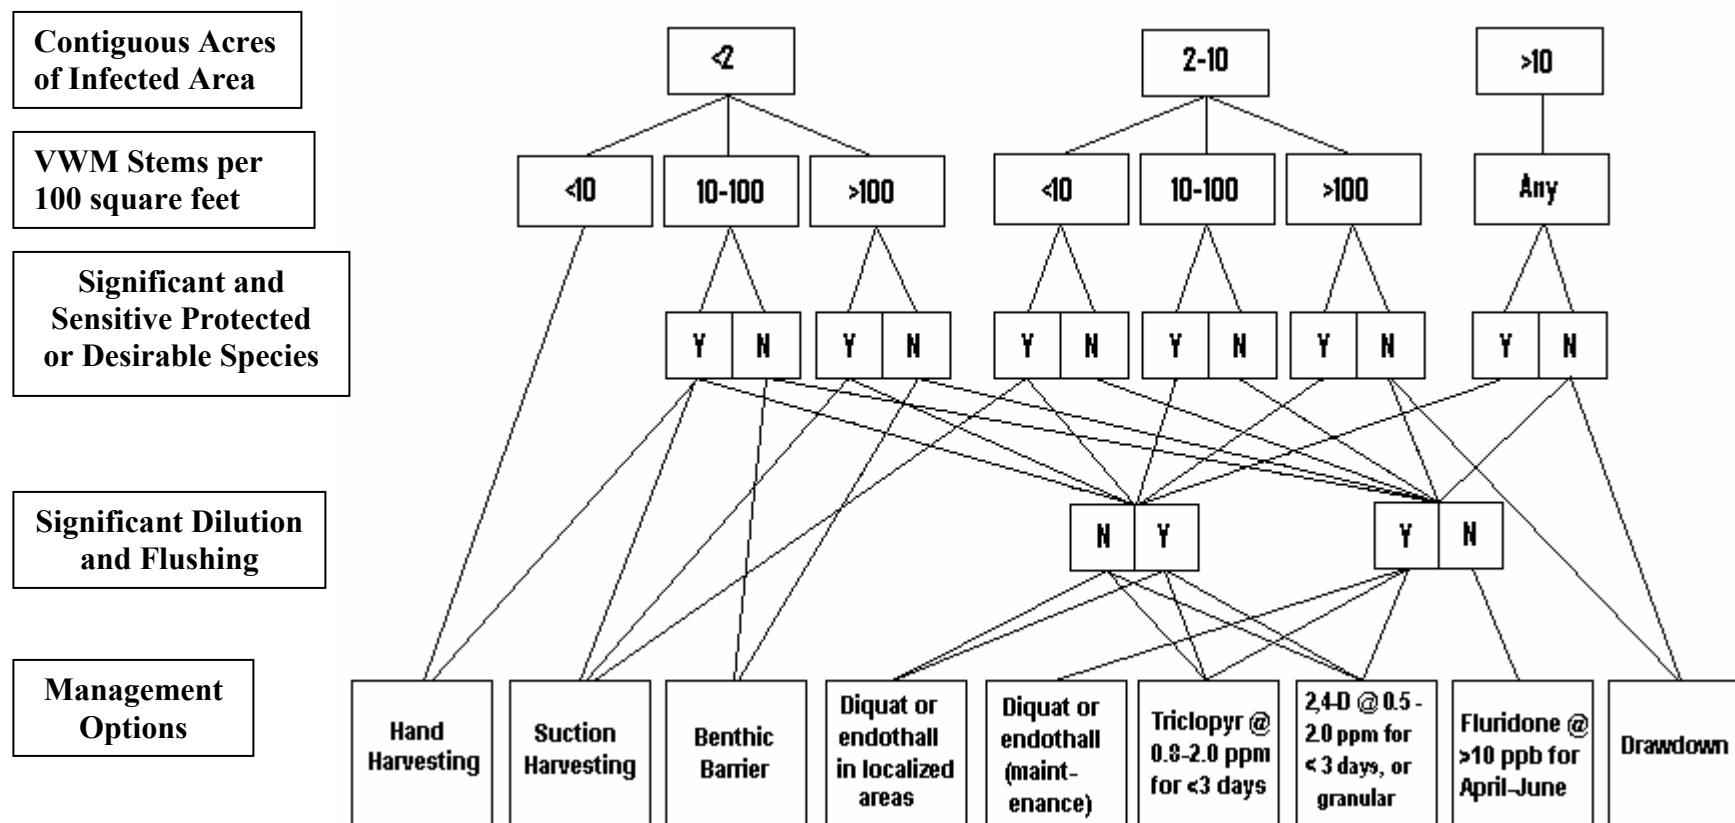 Contiguous Acres
of Infected Area
<2
2-10
>10
VWM Stems per
100 square feet
<10
10-100
>100
<10
10-100
>100
Any
Significant and
Sensitive Protected
or Desirable Species
Y
N
Y
N
Y
N
Y
N
Y
N
Y
N
Significant Dilution
and Flushing
N
Y
Y
N
Management
Options
Hand
Harvesting
Suction
Harvesting
Benthic
Barrier
Diquat or
endothall
in localized
areas
Diquat or
endothall
(maint-
enance)
Triclopyr @
0.8-2.0 ppm
for <3 days
2,4-D @ 0.5 -
2.0 ppm for
< 3 days, or
granular
Fluridone @
>10 ppb for
April-June
Drawdown